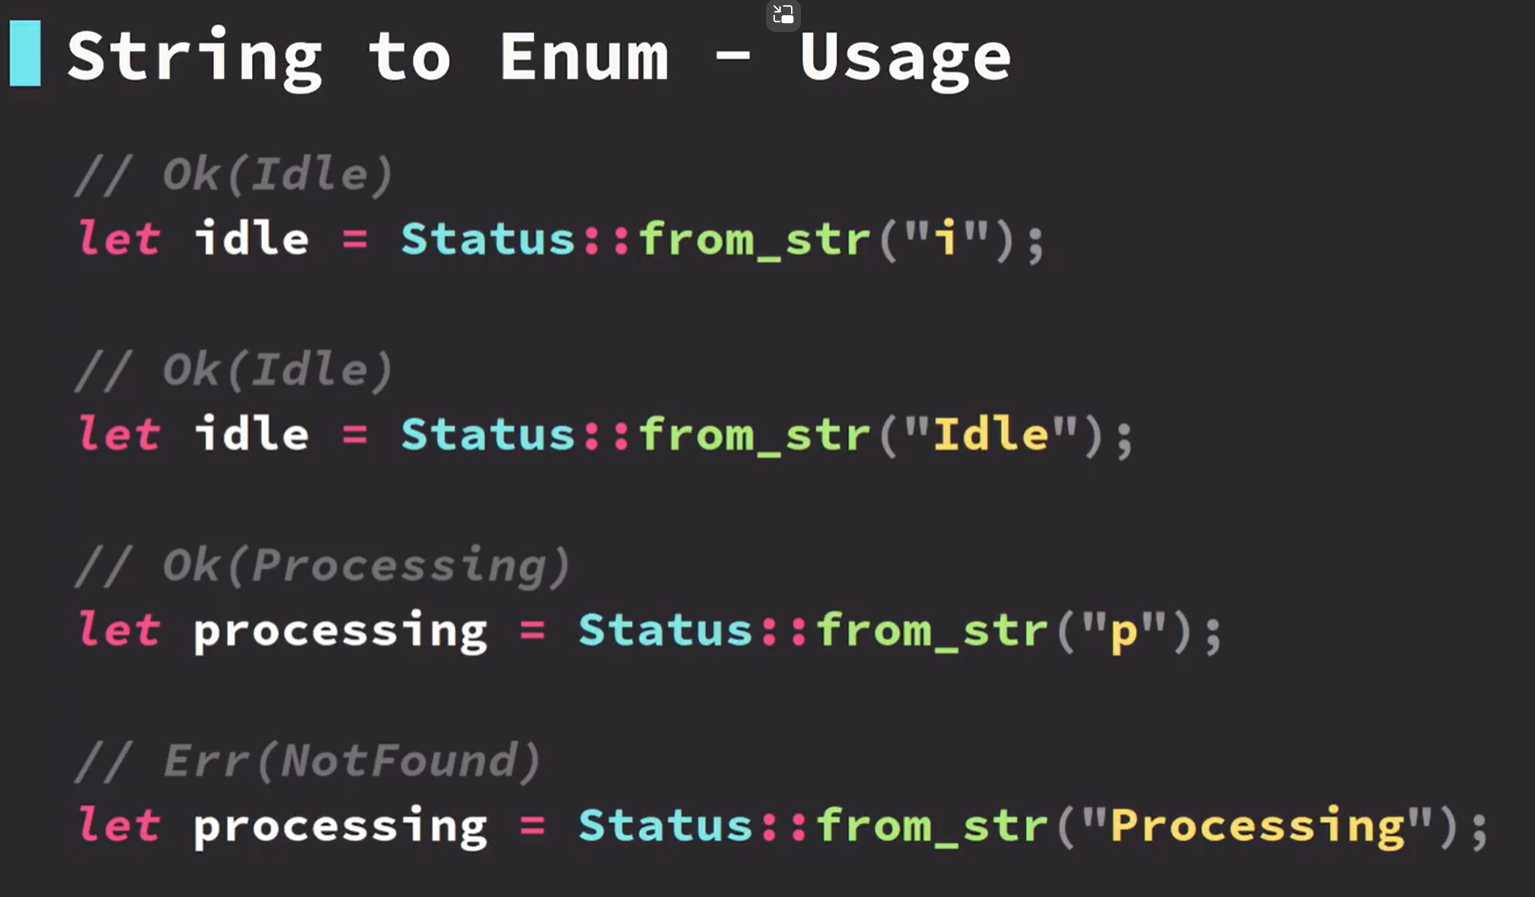 String to Enum - Usage
// Ok(Idle)
let idle = Status::from_str("i");
// Ok(Idle)
let idle = Status::from_str("Idle");
// Ok(Processing)
let processing = Status::from_str("p");
// Err(NotFound)
let processing = Status::from_str("Processing");